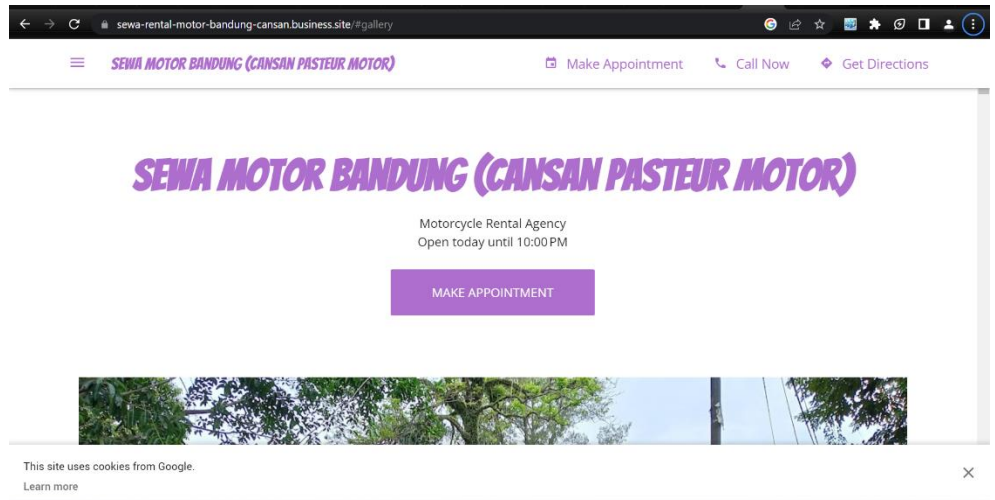 sewa-rental-motor-bandung-cansan.business.site/#gallery
SEWA MOTOR BANDUNG (CANSAN PASTEUR MOTOR)
Make Appointment
Call Now
Get Directions
SEWA MOTOR BANDUNG (CANSAN PASTEUR MOTOR)
Motorcycle Rental Agency
Open today until 10:00 PM
MAKE APPOINTMENT
This site uses cookies from Google.
Learn more